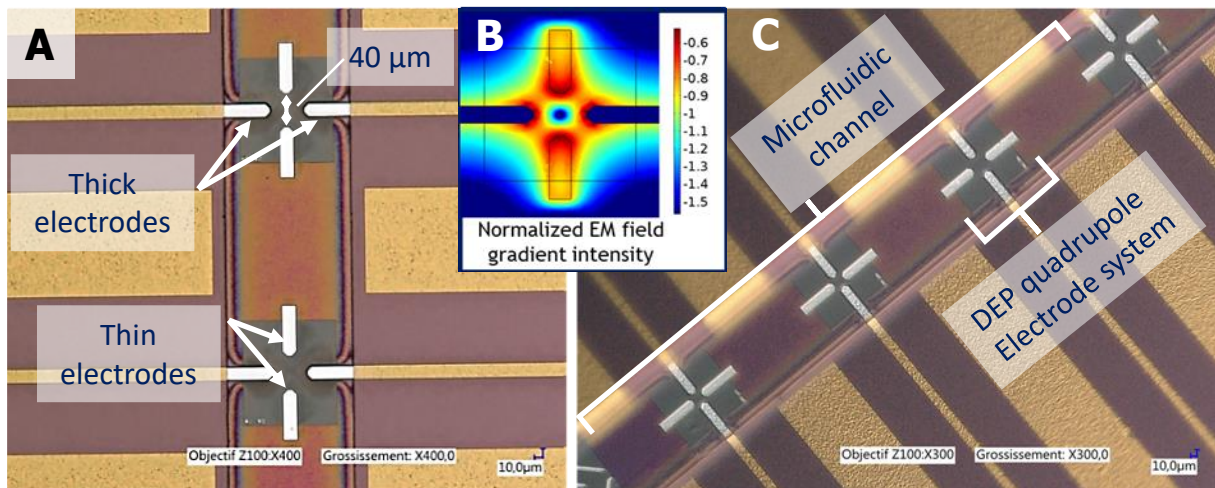 A
40 µm
Thick
electrodes
Thin
electrodes
Objectif Z100:X400
Grossissement: X400,0
10,0µm
B
-0.6
-0.7
-0.8
-0.9
-1
-1.1
-1.2
-1.3
-1.4
-1.5
Normalized EM field
gradient intensity
C
Microfluidic
channel
DEP quadrupole
Electrode system
Objectif Z100:X300
Grossissement: X300,0
10,0µm